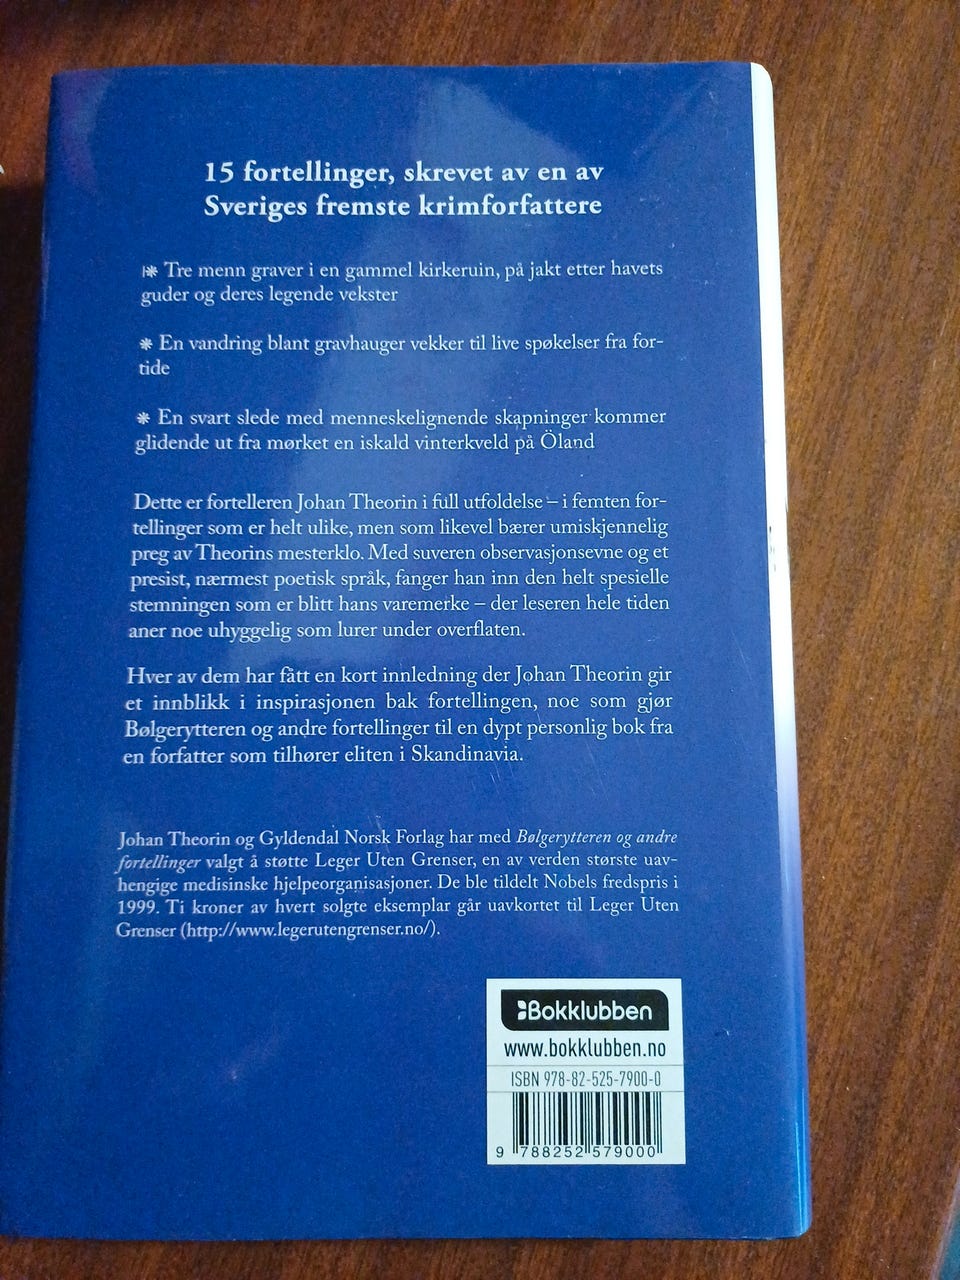 15 fortellinger, skrevet av en av
Sveriges fremste krimforfattere
⁕ Tre menn graver i en gammel kirkeruin, på jakt etter havets
guder og deres legende vekster
⁕ En vandring blant gravhauger vekker til live spøkelser fra for-
tide
⁕ En svart slede med menneskelignende skapninger kommer
glidende ut fra mørket en iskald vinterkveld på Öland
Dette er fortelleren Johan Theorin i full utfoldelse – i femten for-
tellinger som er helt ulike, men som likevel bærer umiskjennelig
preg av Theorins mesterklo. Med suveren observasjonsevne og et
presist, nærmest poetisk språk, fanger han inn den helt spesielle
stemningen som er blitt hans varemerke – der leseren hele tiden
aner noe uhyggelig som lurer under overflaten.
Hver av dem har fått en kort innledning der Johan Theorin gir
et innblikk i inspirasjonen bak fortellingen, noe som gjør
Bølgerytteren og andre fortellinger til en dypt personlig bok fra
en forfatter som tilhører eliten i Skandinavia.
Johan Theorin og Gyldendal Norsk Forlag har med Bølgerytteren og andre
fortellinger valgt å støtte Leger Uten Grenser, en av verden største uav-
hengige medisinske hjelpeorganisasjoner. De ble tildelt Nobels fredspris i
1999. Ti kroner av hvert solgte eksemplar går uavkortet til Leger Uten
Grenser (http://www.legerutengrenser.no/).
Bokklubben
www.bokklubben.no
ISBN 978-82-525-7900-0
9 788252 579000